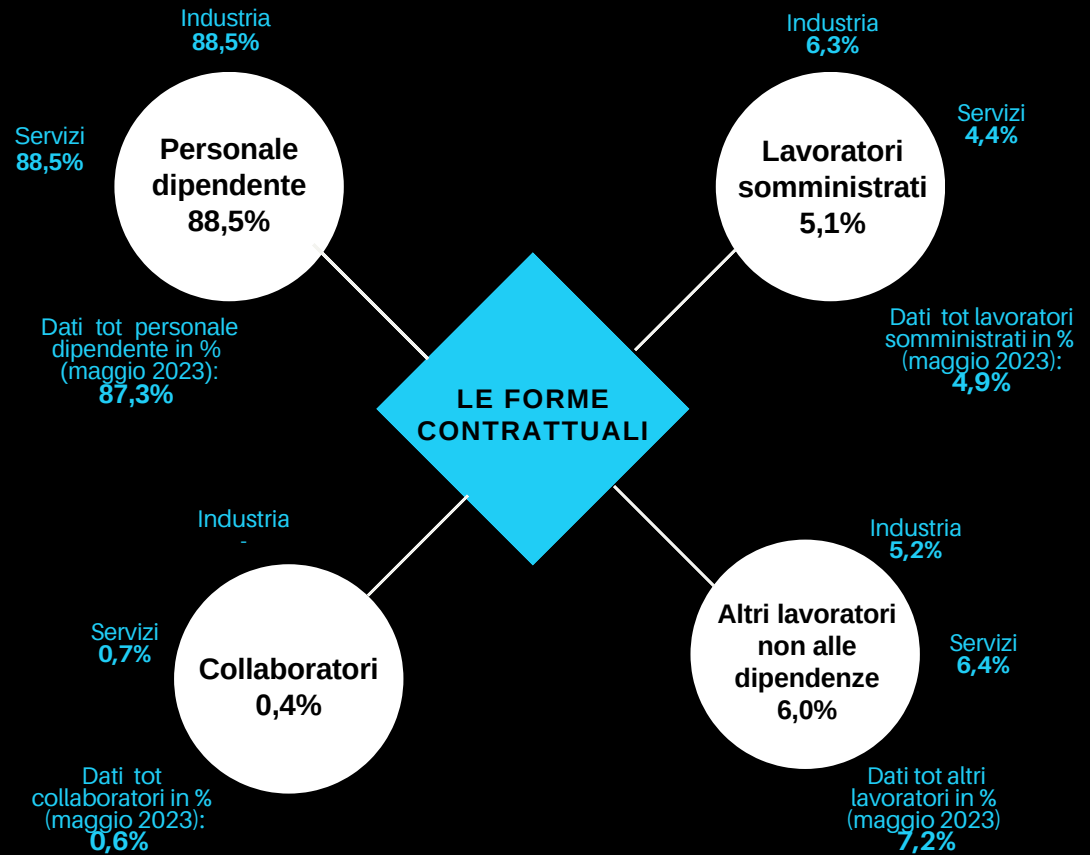 Industria
88,5%
Servizi
88,5%
Personale
dipendente
88,5%
Dati tot personale
dipendente in %
(maggio 2023):
87,3%
Industria
6,3%
Servizi
4,4%
Lavoratori
somministrati
5,1%
Dati tot lavoratori
somministrati in %
(maggio 2023):
4,9%
LE FORME
CONTRATTUALI
Industria
-
Servizi
0,7%
Collaboratori
0,4%
Dati tot
collaboratori in %
(maggio 2023):
0,6%
Industria
5,2%
Servizi
6,4%
Altri lavoratori
non alle
dipendenze
6,0%
Dati tot altri
lavoratori in %
(maggio 2023)
7,2%